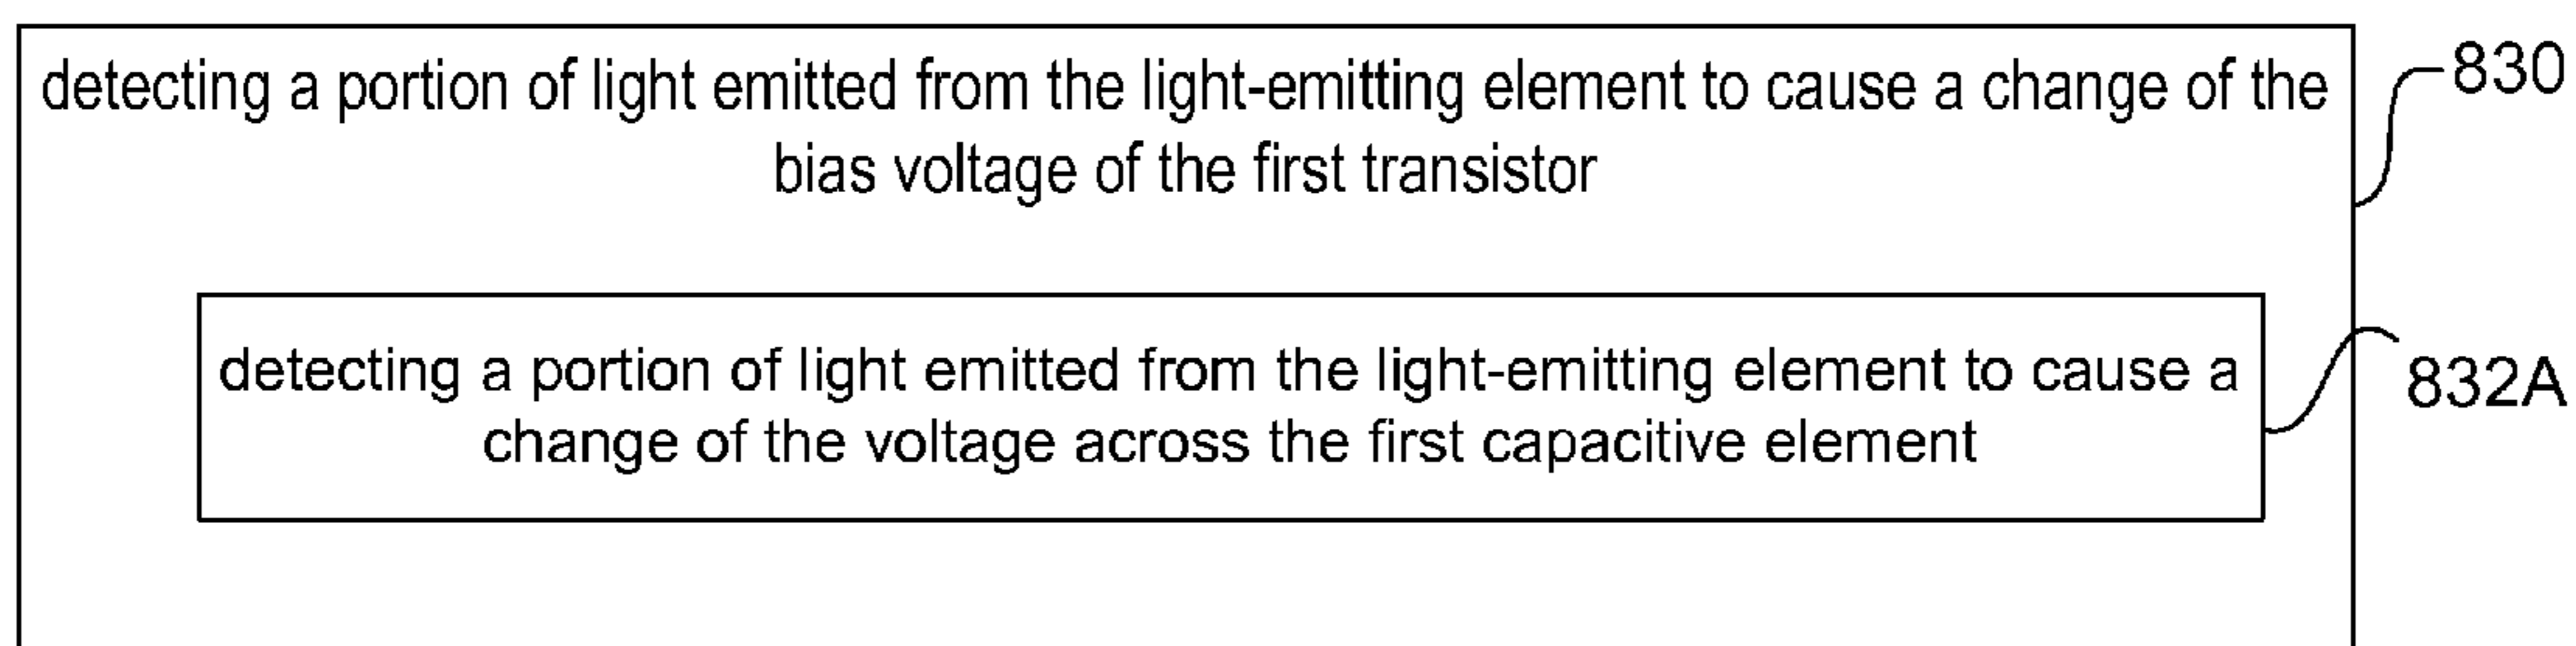 detecting a portion of light emitted from the light-emitting element to cause a change of the
bias voltage of the first transistor
830
detecting a portion of light emitted from the light-emitting element to cause a
change of the voltage across the first capacitive element
832A